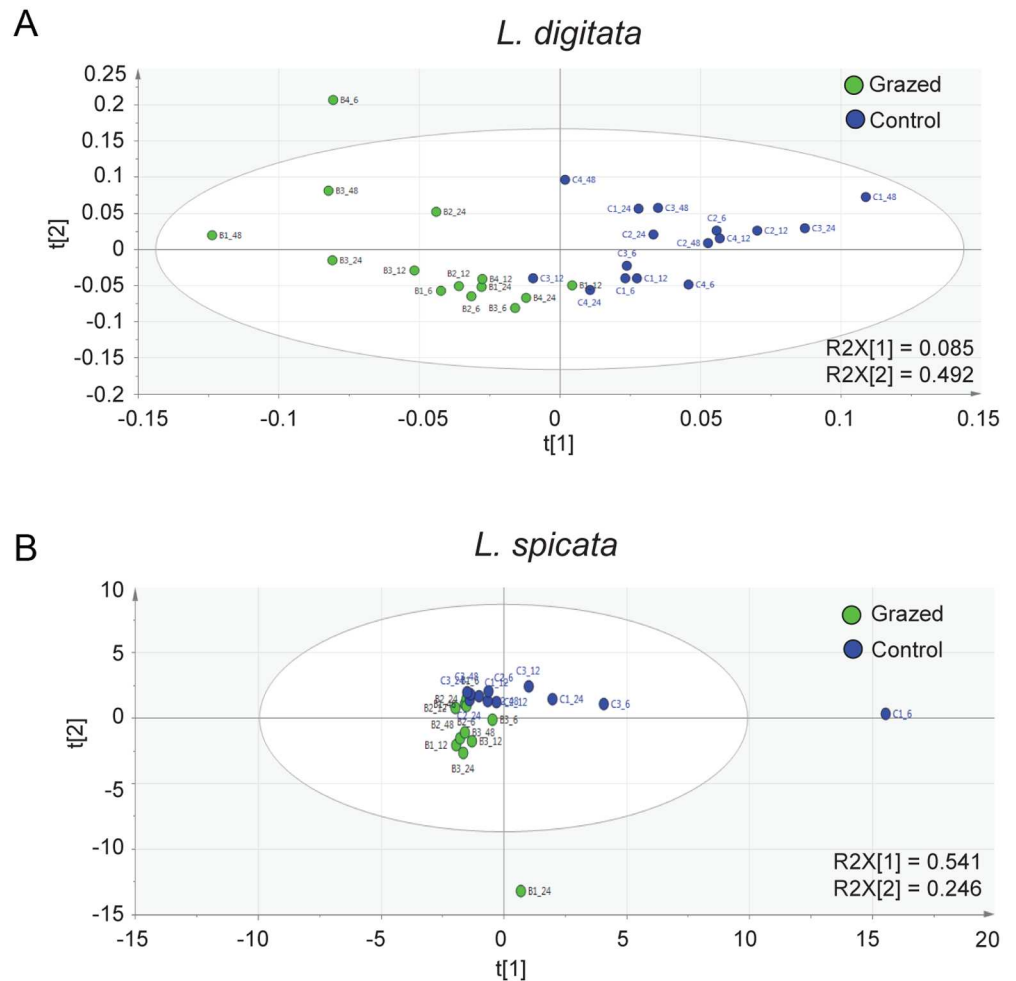 A
L. digitata
0.25
0.2
0.15
0.1
0.05
0
-0.05
-0.1
-0.15
-0.2
t[2]
Grazed
Control
B4_6
B3_48
B2_24
B1_48
B3_24
B3_12
B2_12
B4_12
B1_24
B1_6
B2_6
B3_6
B4_24
B1_12
C4_48
C1_24
C3_48
C1_48
C2_24
C2_6
C4_12
C2_48
C2_12
C3_24
C3_6
C3_12
C1_6
C1_12
C4_6
C4_24
R2X[1] = 0.085
R2X[2] = 0.492
-0.15
-0.1
-0.05
0
0.05
0.1
0.15
t[1]
B
L. spicata
10
5
0
-5
-10
-15
t[2]
Grazed
Control
C3_12
C3_48
C2_6
C1_12
C1_24
C3_6
C1_6
B2_24
B2_12
B2_48
B3_6
B3_48
B1_12
B3_12
B3_24
B1_24
R2X[1] = 0.541
R2X[2] = 0.246
-15
-10
-5
0
5
10
15
20
t[1]